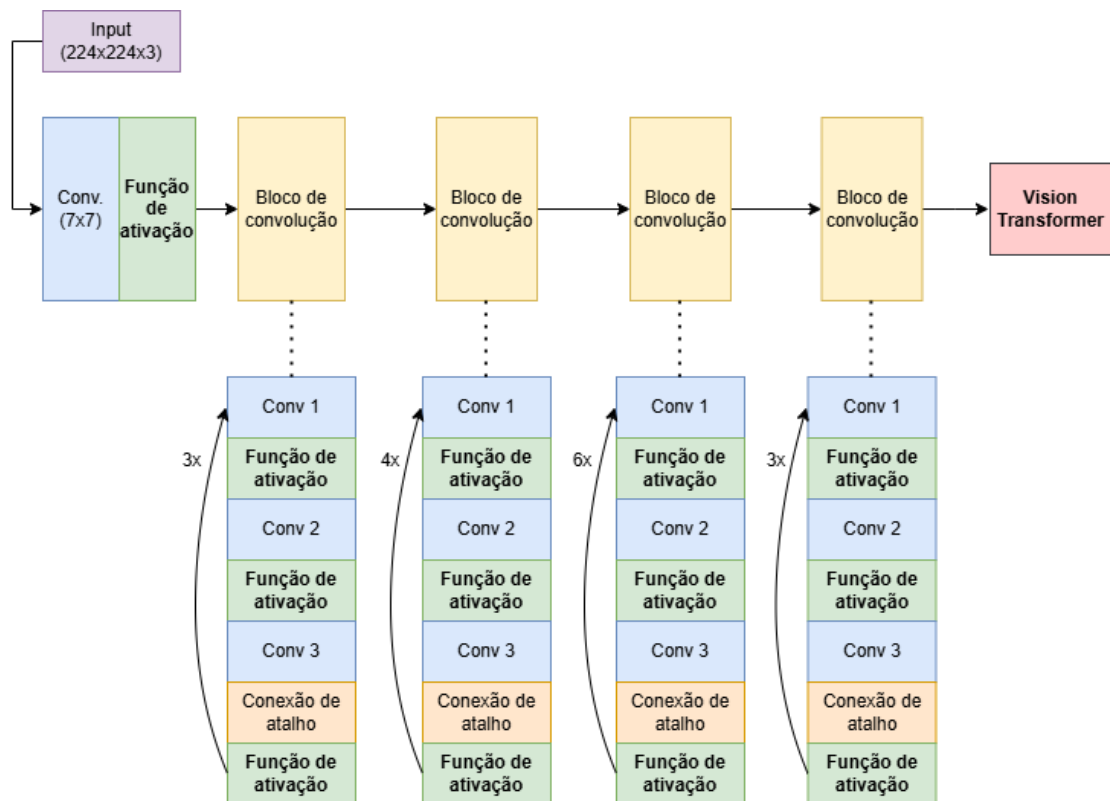 Input
(224x224x3)
Conv.
(7x7)
Função
de
ativação
Bloco de
convolução
Bloco de
convolução
Bloco de
convolução
Bloco de
convolução
Vision
Transformer
3x
Conv 1
Função de
ativação
Conv 2
Função de
ativação
Conv 3
Conexão de
atalho
Função de
ativação
4x
Conv 1
Função de
ativação
Conv 2
Função de
ativação
Conv 3
Conexão de
atalho
Função de
ativação
6x
Conv 1
Função de
ativação
Conv 2
Função de
ativação
Conv 3
Conexão de
atalho
Função de
ativação
3x
Conv 1
Função de
ativação
Conv 2
Função de
ativação
Conv 3
Conexão de
atalho
Função de
ativação